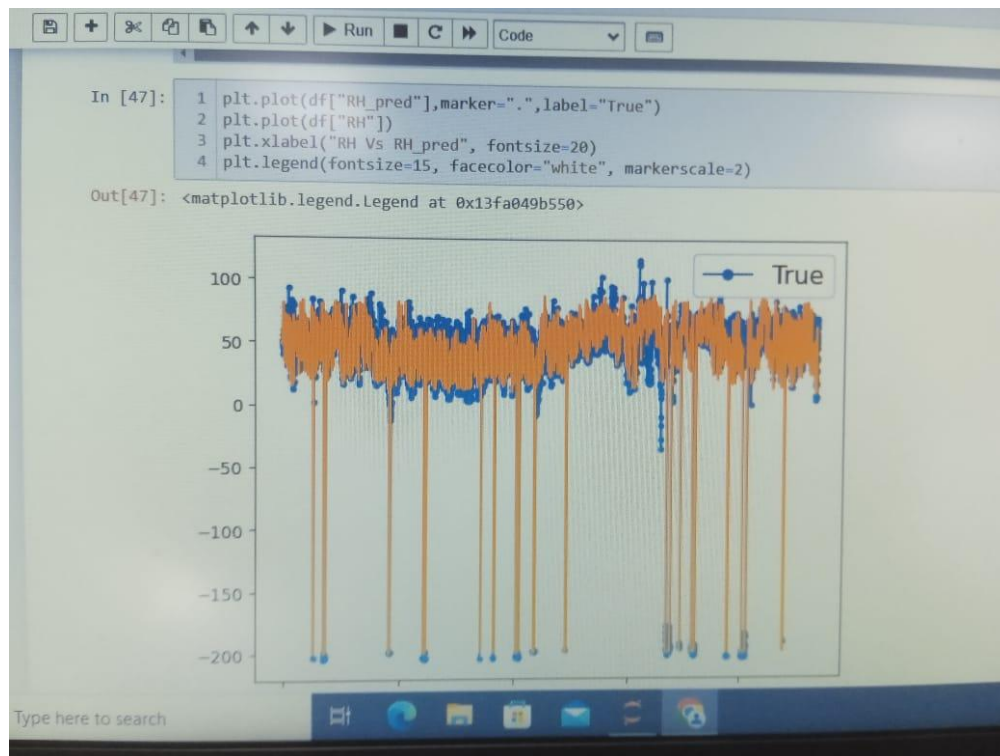 Run
Code
In [47]:
1 plt.plot(df["RH_pred"],marker=".",label="True")
2 plt.plot(df["RH"])
3 plt.xlabel("RH Vs RH_pred", fontsize=20)
4 plt.legend(fontsize=15, facecolor="white", markerscale=2)
Out[47]: <matplotlib.legend.Legend at 0x13fa049b550>
True
100
50
0
−50
−100
−150
−200
Type here to search